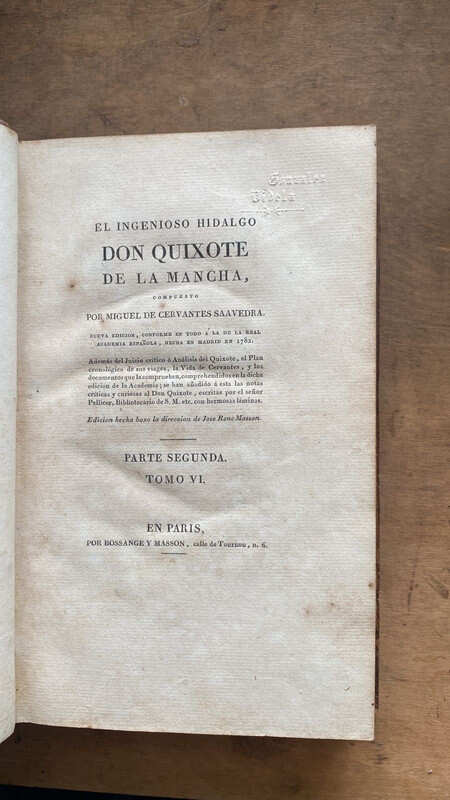 Gonzalez
EL INGENIOSO HIDALGO
DON QUIXOTE
DE LA MANCHA,
COMPUESTO
POR MIGUEL DE CERVANTES SAAVEDRA.
NUEVA EDICION, CONFORME EN TODO Á LA DE LA REAL
ACADEMIA ESPAÑOLA, HECHA EN MADRID EN 1782.
Ademas del Juicio crítico ó Análisis del Quixote, el Plan
cronológico de sus viages, la Vida de Cervantes, y los
documentos que la comprueban, comprehendidos en la dicha
edicion de la Academia; se han añadido á esta las notas
críticas y curiosas al Don Quixote, escritas por el señor
Pellicer, Bibliotecario de S. M. etc. con hermosas láminas.
Edicion hecha baxo la direccion de Jose Rene Masson.
PARTE SEGUNDA.
TOMO VI.
EN PARIS,
POR BOSSANGE Y MASSON, calle de Tournon, n. 6.